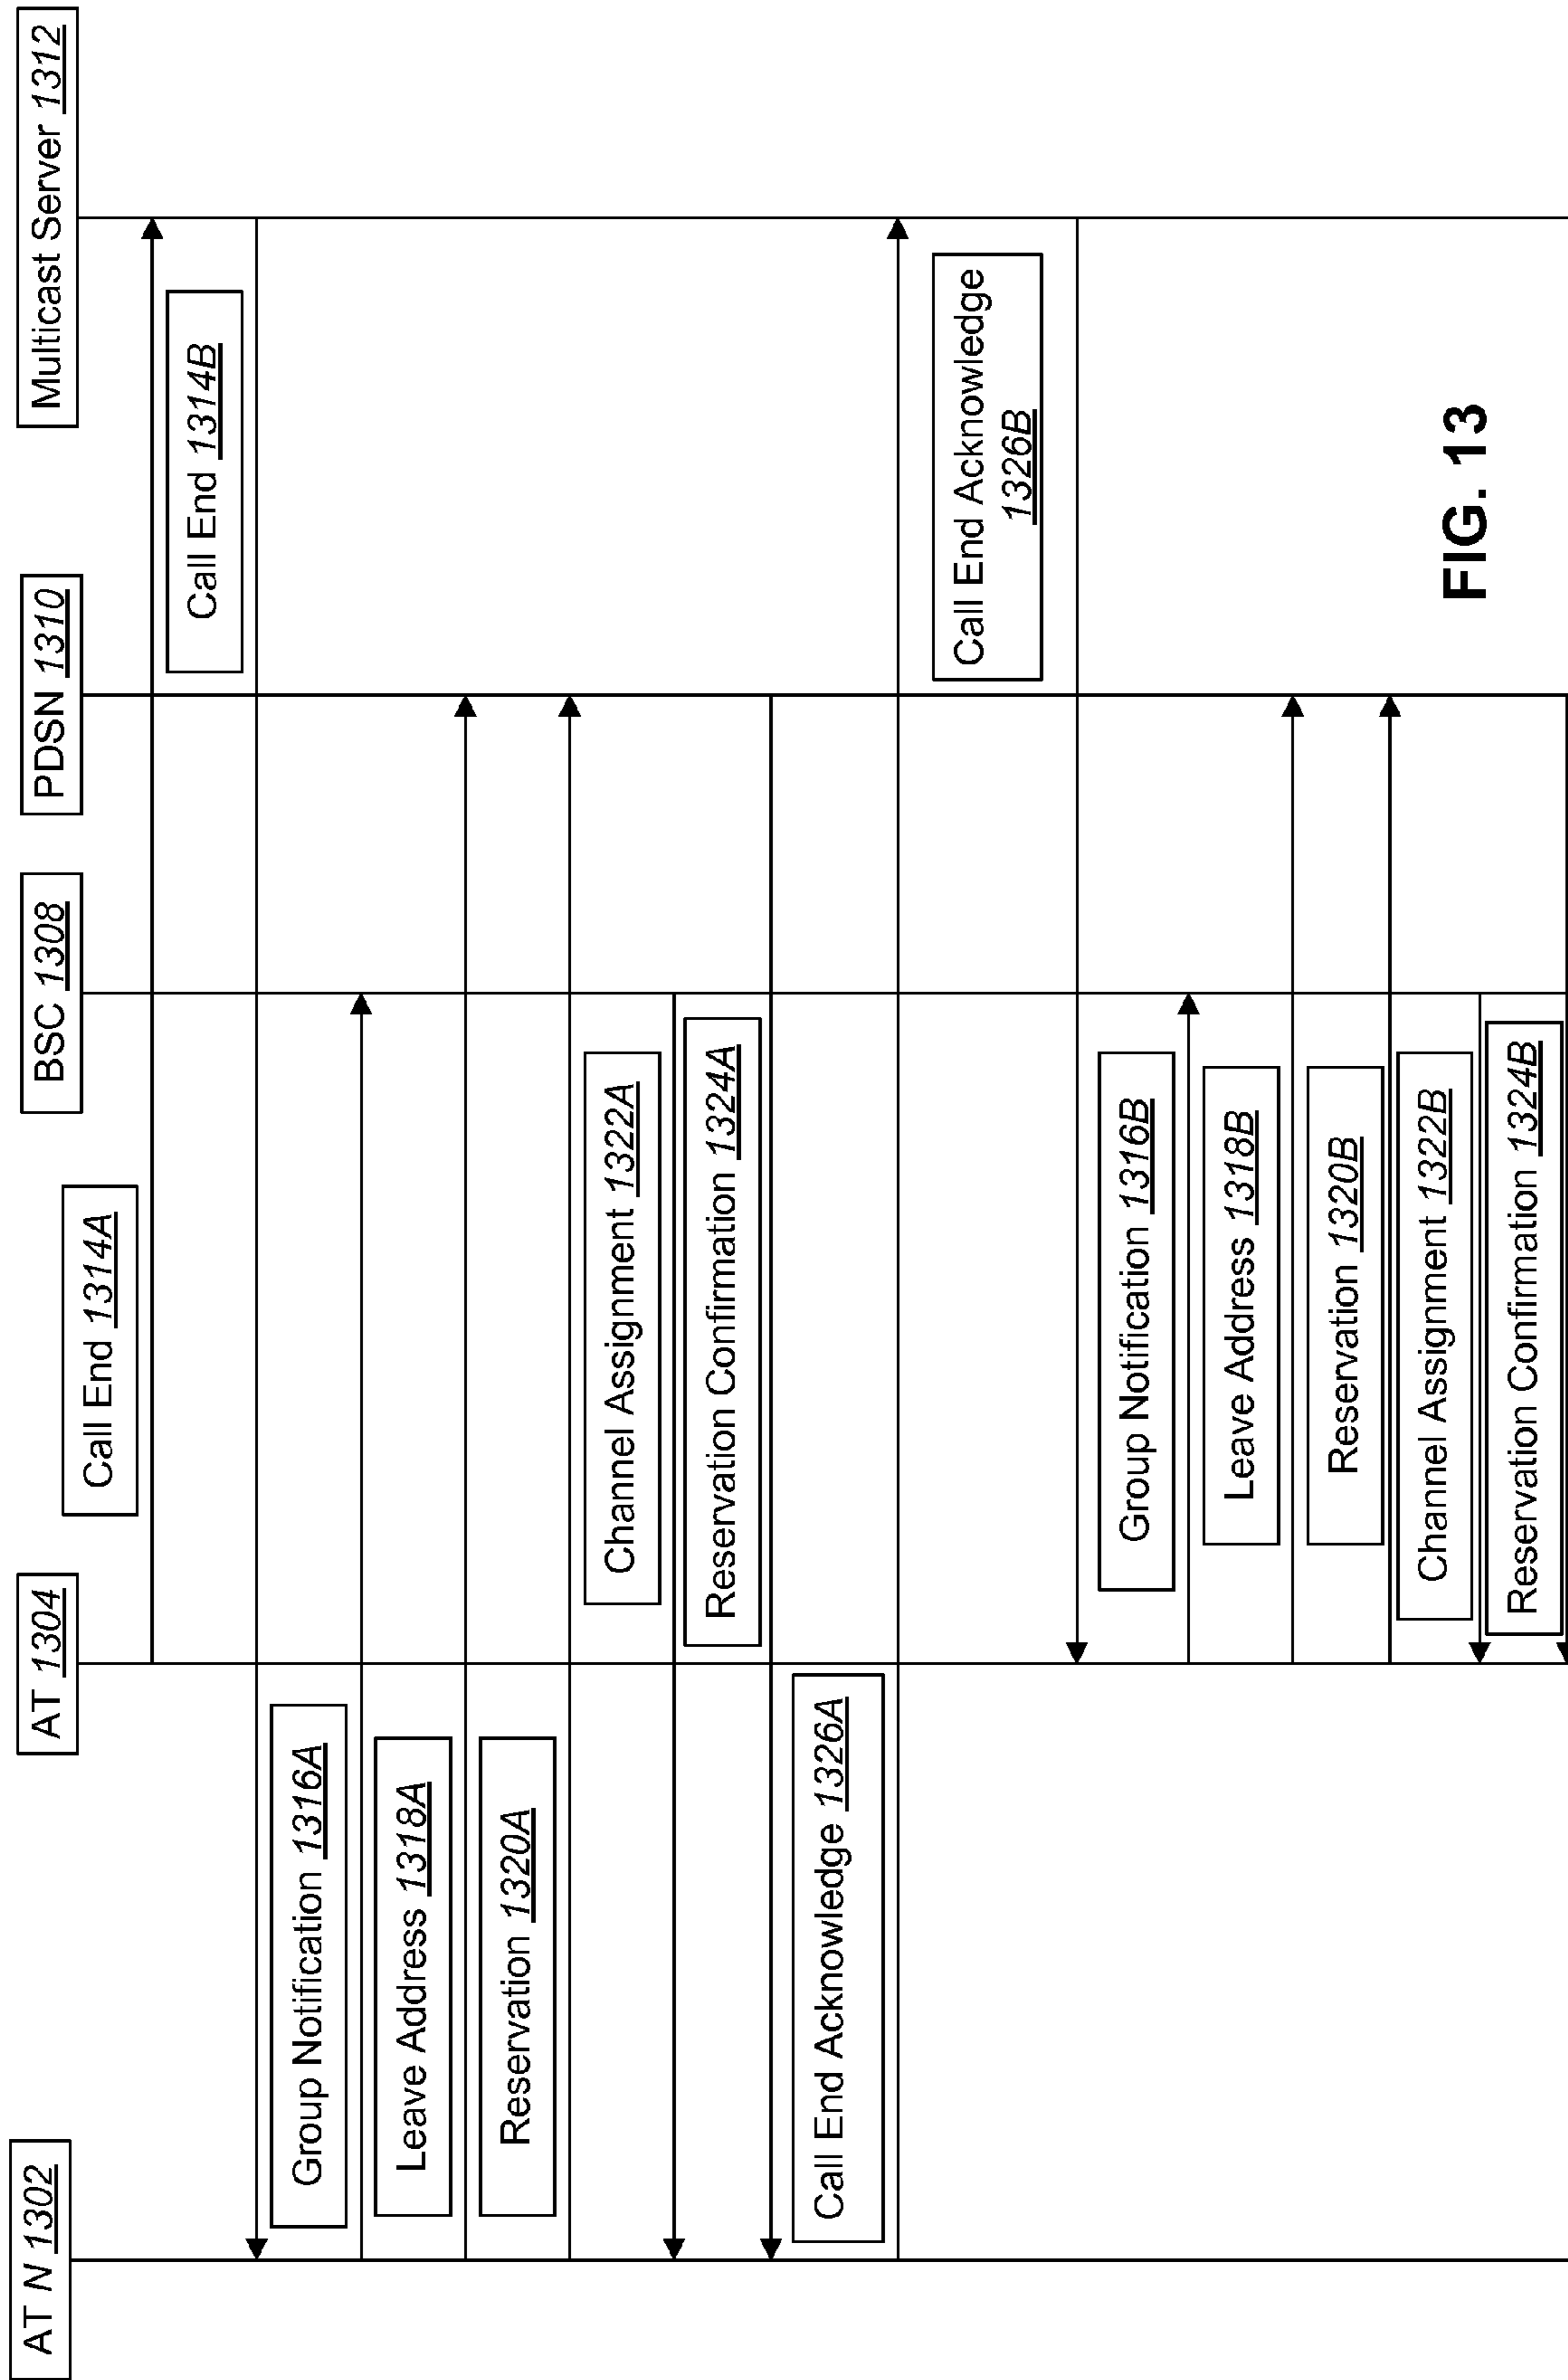 AT N 1302
AT 1304
BSC 1308
PDSN 1310
Multicast Server 1312
Call End 1314A
Call End 1314B
Group Notification 1316A
Leave Address 1318A
Reservation 1320A
Channel Assignment 1322A
Reservation Confirmation 1324A
Call End Acknowledge 1326A
Call End Acknowledge
1326B
Group Notification 1316B
Leave Address 1318B
Reservation 1320B
Channel Assignment 1322B
Reservation Confirmation 1324B
FIG. 13